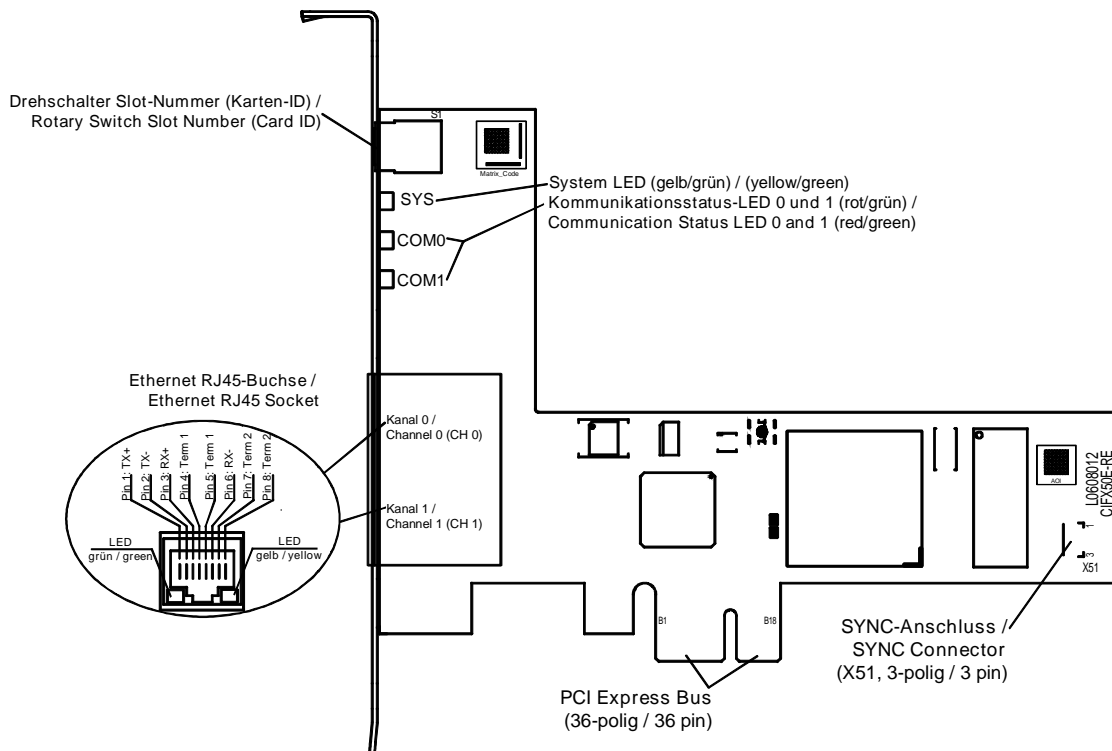 Drehschalter Slot-Nummer (Karten-ID) /
Rotary Switch Slot Number (Card ID)
S1
Matrix_Code
SYS
COM0
COM1
System LED (gelb/grün) / (yellow/green)
Kommunikationsstatus-LED 0 und 1 (rot/grün) /
Communication Status LED 0 and 1 (red/green)
Ethernet RJ45-Buchse /
Ethernet RJ45 Socket
Pin 1: TX+
Pin 2: TX-
Pin 3: RX+
Pin 4: Term 1
Pin 5: Term 1
Pin 6: RX-
Pin 7: Term 2
Pin 8: Term 2
LED
grün / green
LED
gelb / yellow
Kanal 0 /
Channel 0 (CH 0)
Kanal 1 /
Channel 1 (CH 1)
AOI
L0608012
CIFX50E-RE
1
3
X51
B1
B18
SYNC-Anschluss /
SYNC Connector
(X51, 3-polig / 3 pin)
PCI Express Bus
(36-polig / 36 pin)